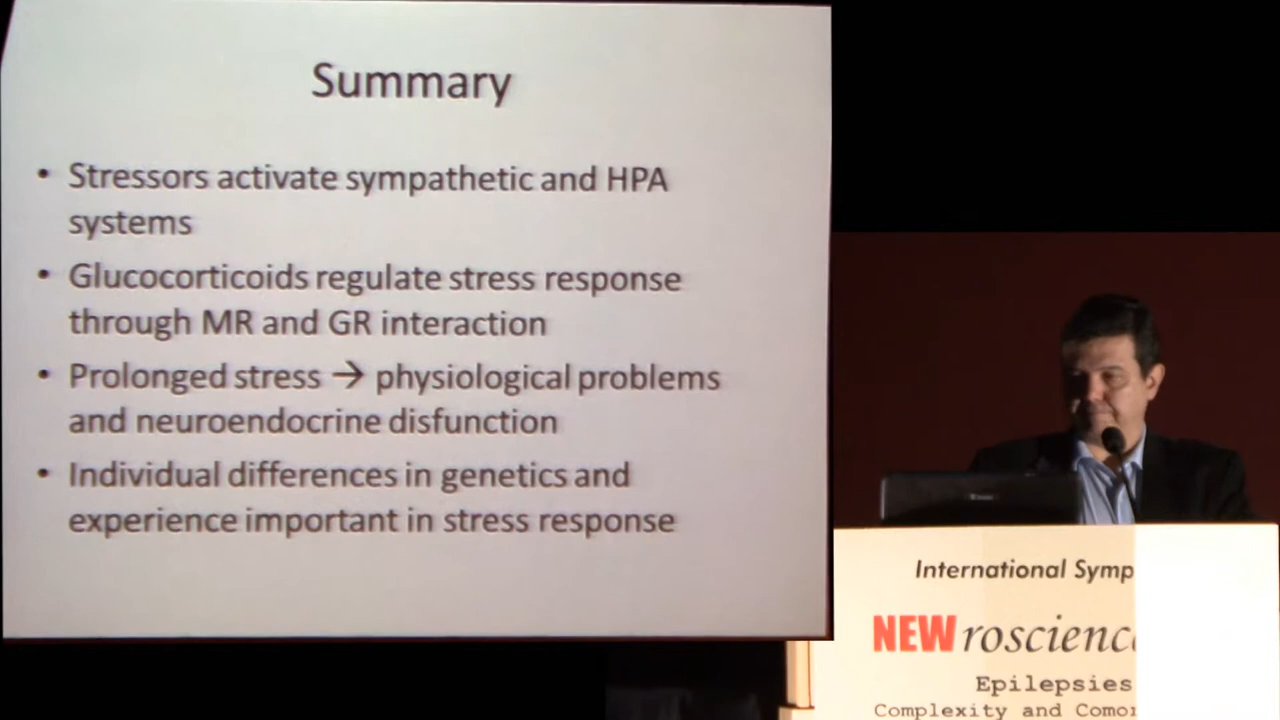 Summary
• Stressors activate sympathetic and HPA
systems
• Glucocorticoids regulate stress response
through MR and GR interaction
• Prolonged stress → physiological problems
and neuroendocrine disfunction
• Individual differences in genetics and
experience important in stress response
International Symp
NEWroscienc
Epilepsies
Complexity and Comor